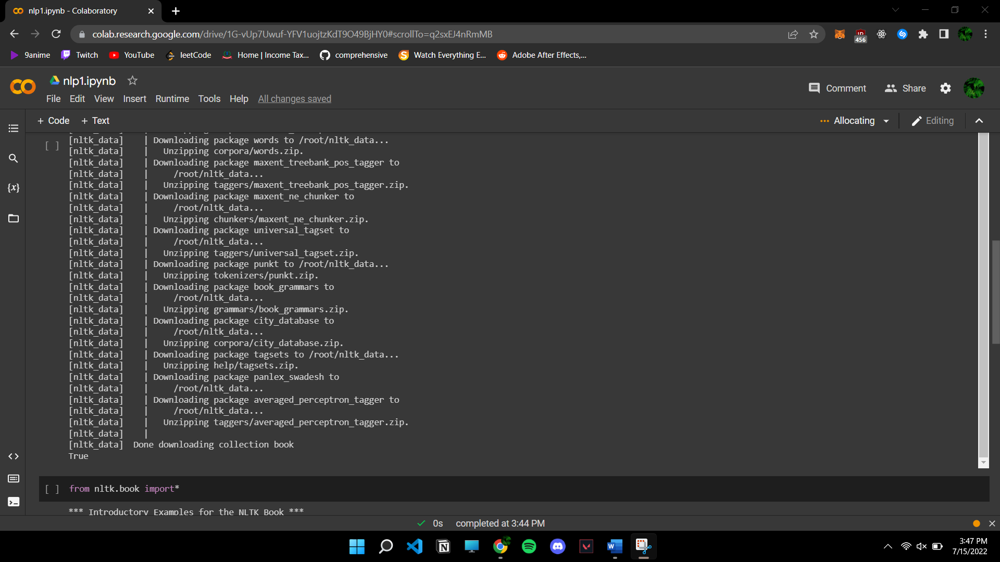 nlp1.ipynb - Colaboratory
colab.research.google.com/drive/1G-vUp7Uwuf-YFV1uojtzKdT9O49BjHY0#scrollTo=q2sxEJ4nRmMB
456
9anime Twitch YouTube leetCode Home | Income Tax... comprehensive Watch Everything E... Adobe After Effects,...
nlp1.ipynb
Comment Share
File Edit View Insert Runtime Tools Help All changes saved
+ Code + Text
Allocating Editing
[nltk_data]    | Downloading package words to /root/nltk_data...
[ ]
[nltk_data]    |   Unzipping corpora/words.zip.
[nltk_data]    | Downloading package maxent_treebank_pos_tagger to
[nltk_data]    |     /root/nltk_data...
[nltk_data]    |   Unzipping taggers/maxent_treebank_pos_tagger.zip.
[nltk_data]    | Downloading package maxent_ne_chunker to
[nltk_data]    |     /root/nltk_data...
[nltk_data]    |   Unzipping chunkers/maxent_ne_chunker.zip.
[nltk_data]    | Downloading package universal_tagset to
[nltk_data]    |     /root/nltk_data...
[nltk_data]    |   Unzipping taggers/universal_tagset.zip.
[nltk_data]    | Downloading package punkt to /root/nltk_data...
[nltk_data]    |   Unzipping tokenizers/punkt.zip.
[nltk_data]    | Downloading package book_grammars to
[nltk_data]    |     /root/nltk_data...
[nltk_data]    |   Unzipping grammars/book_grammars.zip.
[nltk_data]    | Downloading package city_database to
[nltk_data]    |     /root/nltk_data...
[nltk_data]    |   Unzipping corpora/city_database.zip.
[nltk_data]    | Downloading package tagsets to /root/nltk_data...
[nltk_data]    |   Unzipping help/tagsets.zip.
[nltk_data]    | Downloading package panlex_swadesh to
[nltk_data]    |     /root/nltk_data...
[nltk_data]    | Downloading package averaged_perceptron_tagger to
[nltk_data]    |     /root/nltk_data...
[nltk_data]    |   Unzipping taggers/averaged_perceptron_tagger.zip.
[nltk_data]    |
[nltk_data]  Done downloading collection book
True
[ ] from nltk.book import*
*** Introductory Examples for the NLTK Book ***
0s completed at 3:44 PM
3:47 PM
7/15/2022